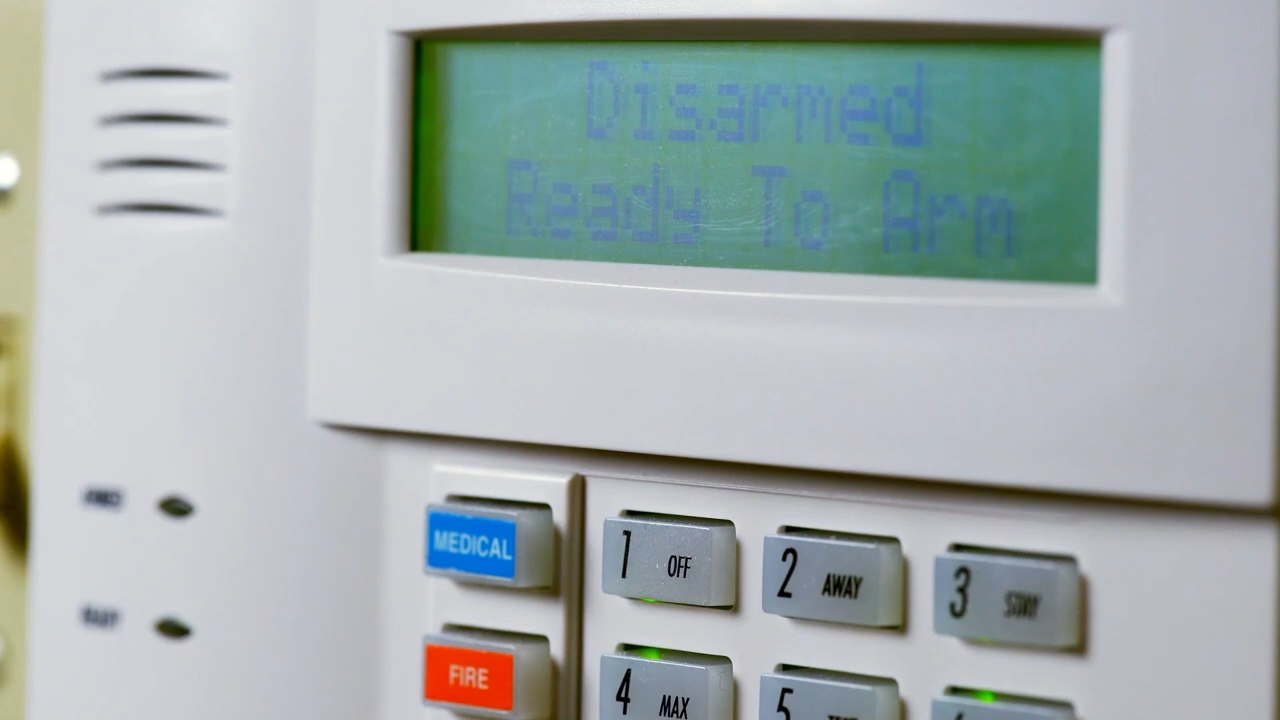 Disarmed
Ready To Arm
MEDICAL
1 OFF
2 AWAY
3 STAY
FIRE
4 MAX
5